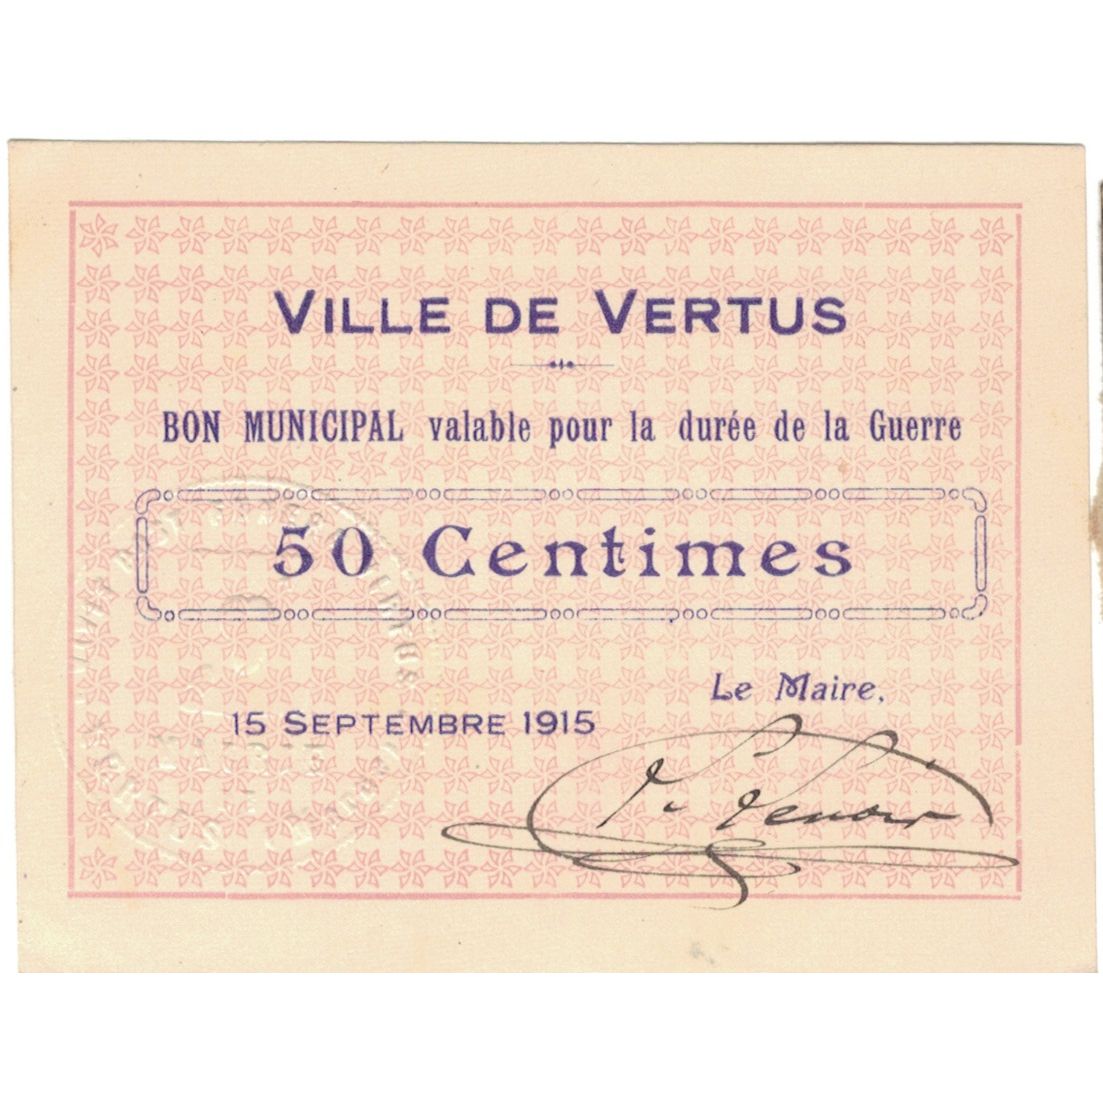 VILLE DE VERTUS
BON MUNICIPAL valable pour la durée de la Guerre
50 Centimes
Le Maire,
15 SEPTEMBRE 1915